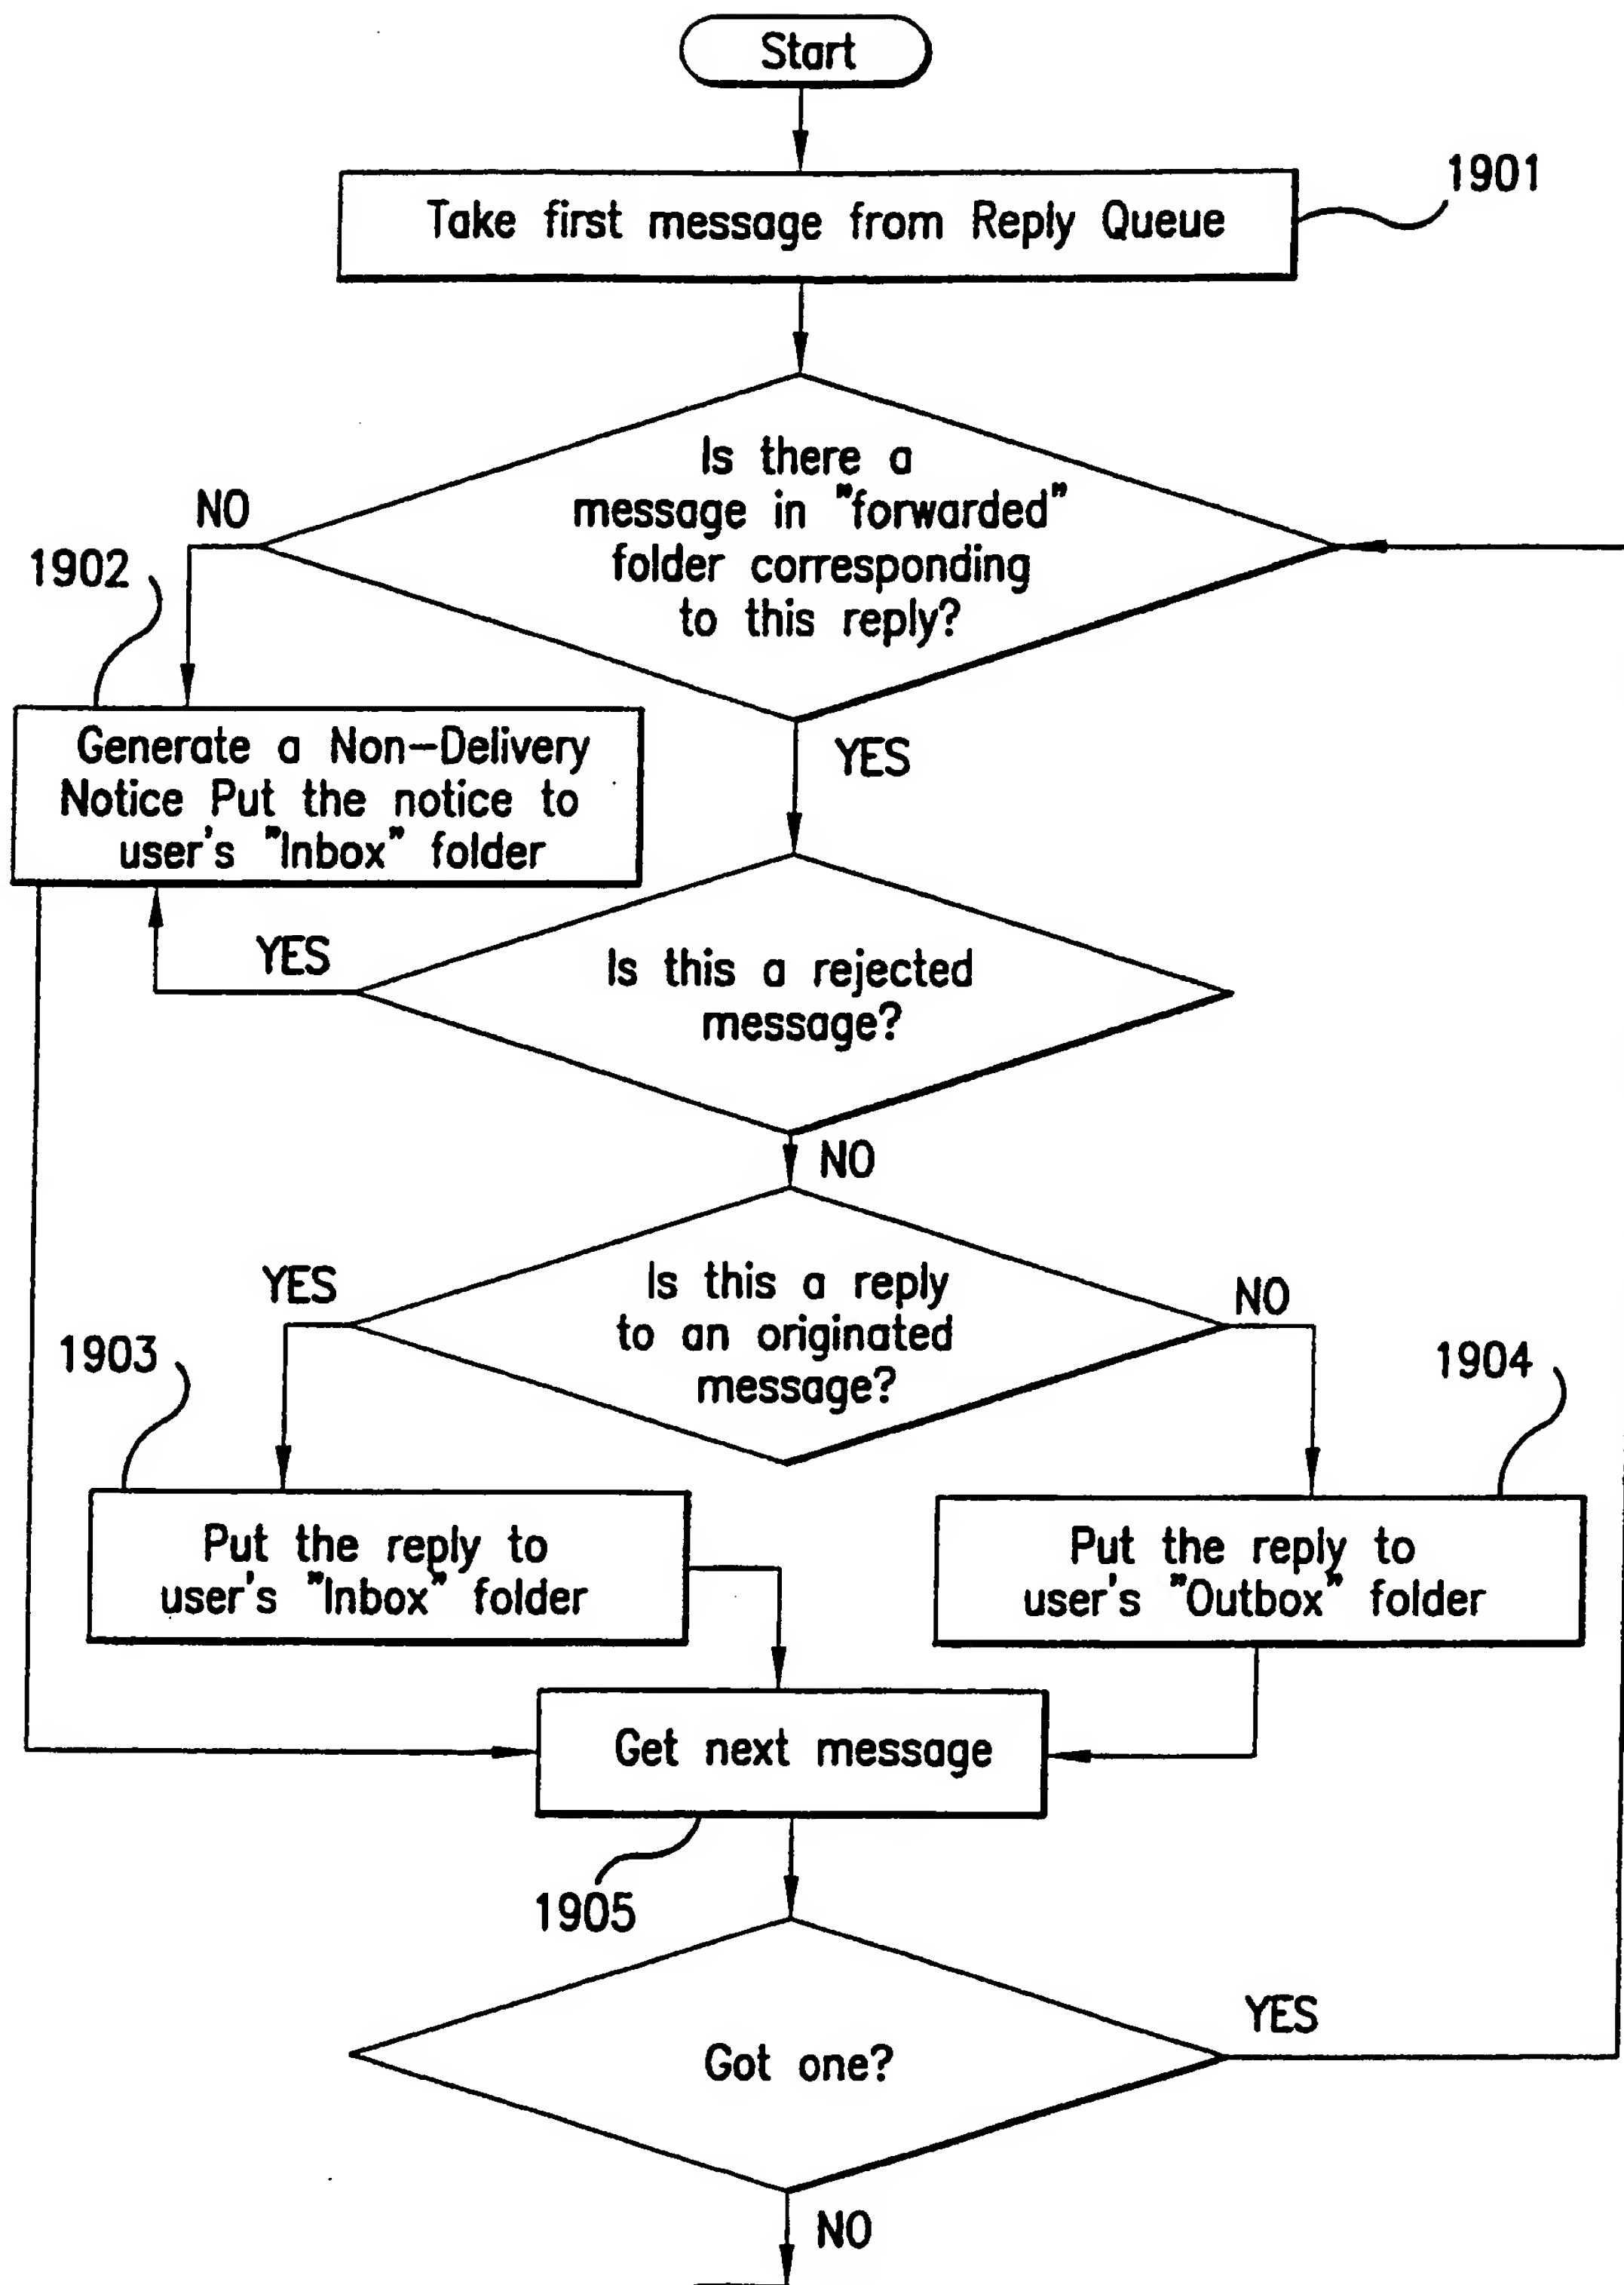 Start
Take first message from Reply Queue
1901
Is there a
message in "forwarded"
folder corresponding
to this reply?
NO
1902
YES
Generate a Non-Delivery
Notice Put the notice to
user's "Inbox" folder
YES
Is this a rejected
message?
NO
YES
Is this a reply
to an originated
message?
NO
1903
1904
Put the reply to
user's "Inbox" folder
Put the reply to
user's "Outbox" folder
Get next message
1905
Got one?
YES
NO